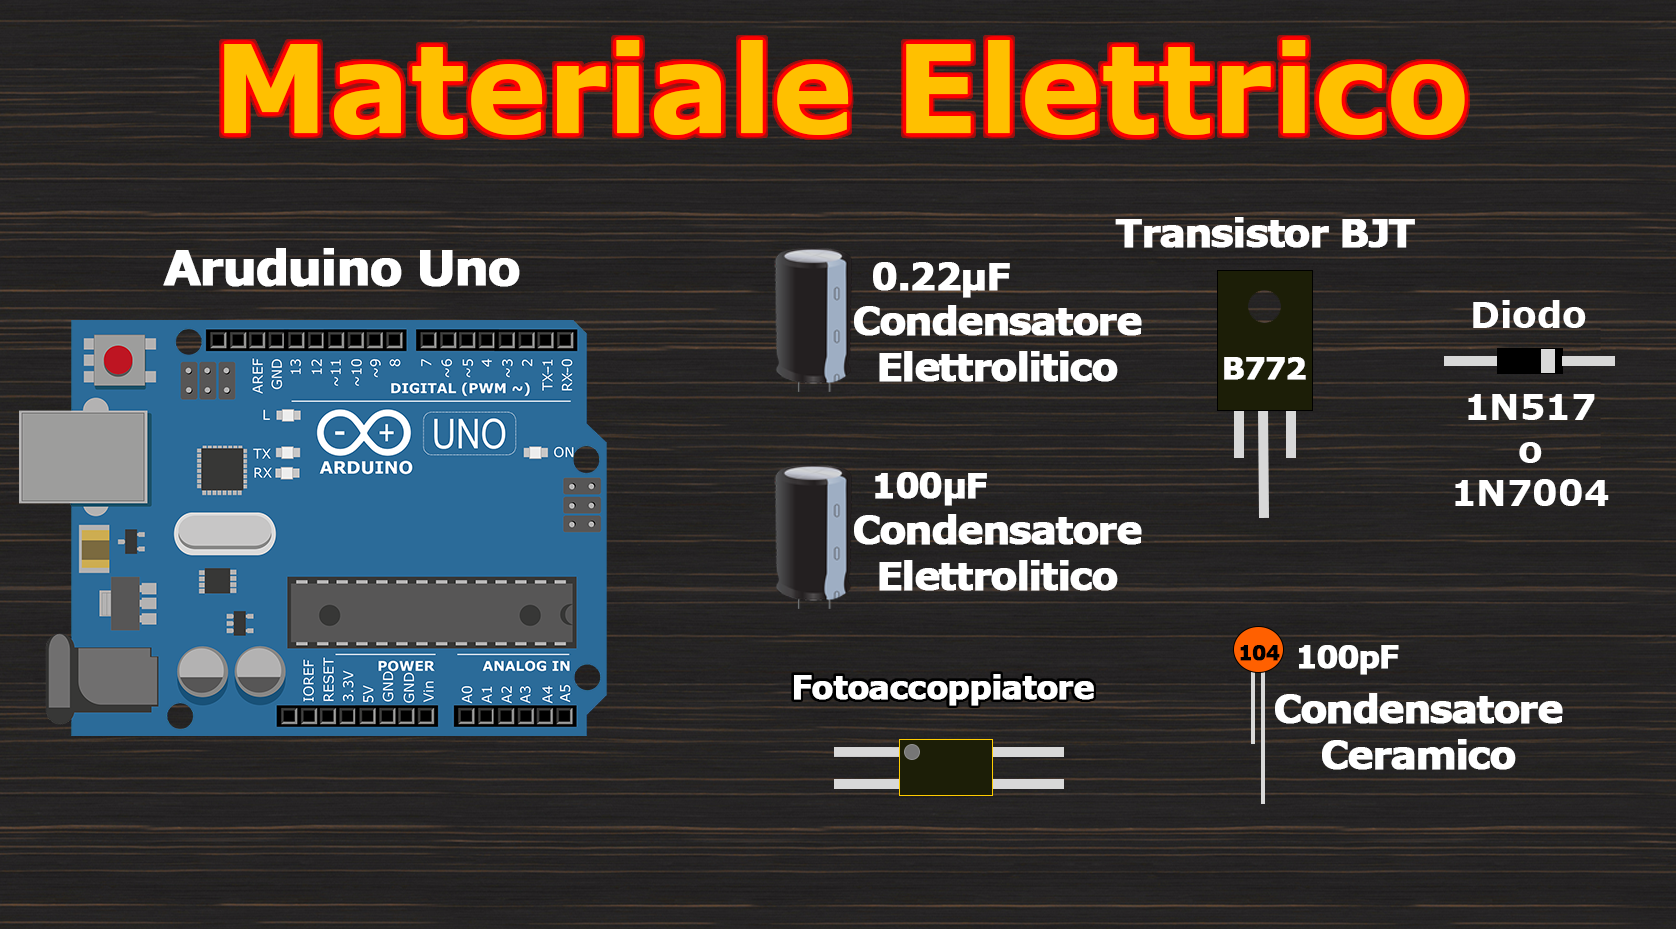 Materiale Elettrico
Aruduino Uno
AREF
GND
13
12
~11
~10
~9
8
7
~6
~5
4
~3
2
TX-1
RX-0
DIGITAL (PWM ~)
L
TX
RX
- +
ARDUINO
UNO
ON
POWER
ANALOG IN
IOREF
RESET
3.3V
5V
GND
GND
Vin
A0
A1
A2
A3
A4
A5
0.22µF
Condensatore
Elettrolitico
100µF
Condensatore
Elettrolitico
Fotoaccoppiatore
Transistor BJT
B772
Diodo
1N517
o
1N7004
104
100pF
Condensatore
Ceramico